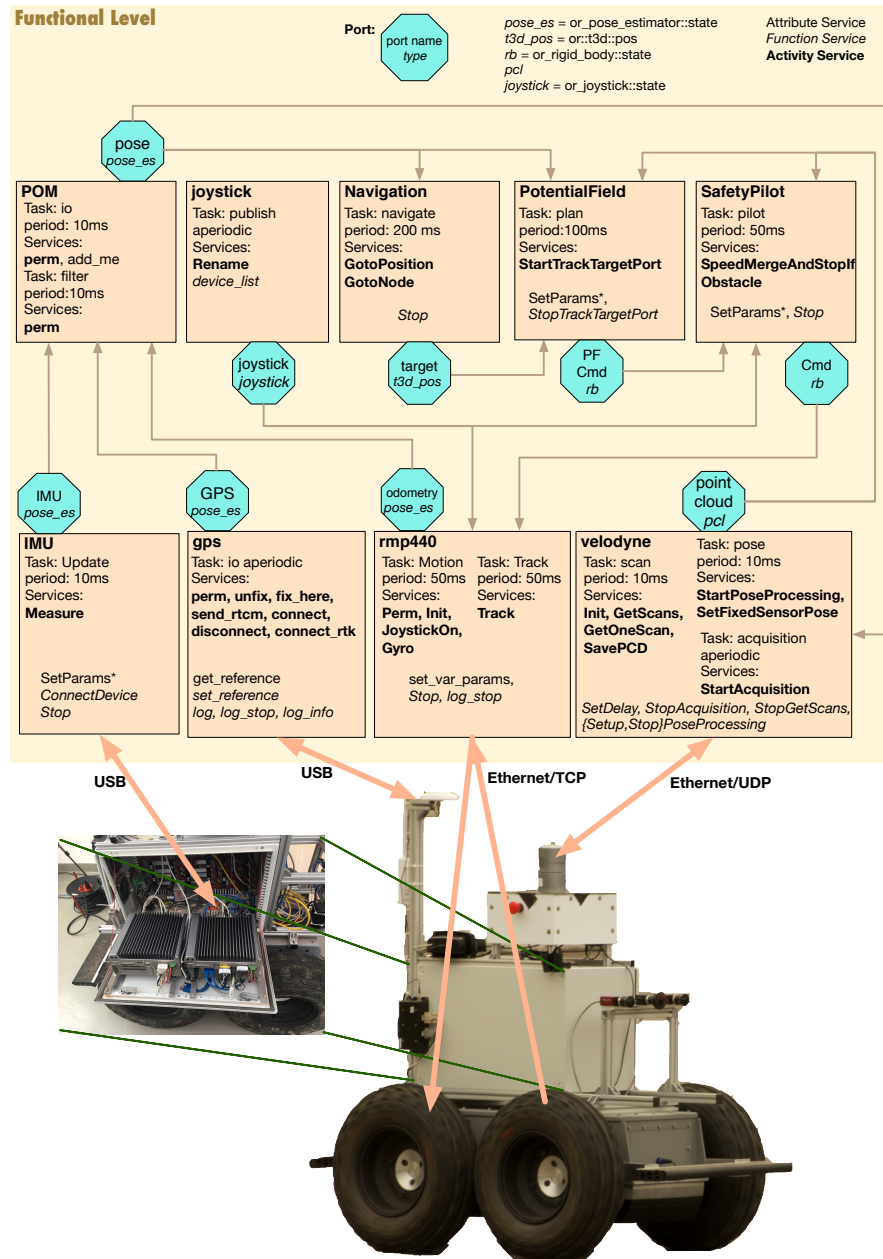 Functional Level
Port:
port name
type
pose_es = or_pose_estimator::state
t3d_pos = or::t3d::pos
rb = or_rigid_body::state
pcl
joystick = or_joystick::state
Attribute Service
Function Service
Activity Service
pose
pose_es
POM
Task: io
period: 10ms
Services:
perm, add_me
Task: filter
period:10ms
Services:
perm
joystick
Task: publish
aperiodic
Services:
Rename
device_list
Navigation
Task: navigate
period: 200 ms
Services:
GotoPosition
GotoNode
Stop
PotentialField
Task: plan
period:100ms
Services:
StartTrackTargetPort
SetParams*,
StopTrackTargetPort
SafetyPilot
Task: pilot
period: 50ms
Services:
SpeedMergeAndStopIf
Obstacle
SetParams*, Stop
joystick
joystick
target
t3d_pos
PF
Cmd
rb
Cmd
rb
IMU
pose_es
GPS
pose_es
odometry
pose_es
point
cloud
pcl
IMU
Task: Update
period: 10ms
Services:
Measure
SetParams*
ConnectDevice
Stop
gps
Task: io aperiodic
Services:
perm, unfix, fix_here,
send_rtcm, connect,
disconnect, connect_rtk
get_reference
set_reference
log, log_stop, log_info
rmp440
Task: Motion
period: 50ms
Services:
Perm, Init,
JoystickOn,
Gyro
Task: Track
period: 50ms
Services:
Track
set_var_params,
Stop, log_stop
velodyne
Task: scan
period: 10ms
Services:
Init, GetScans,
GetOneScan,
SavePCD
Task: pose
period: 10ms
Services:
StartPoseProcessing,
SetFixedSensorPose
Task: acquisition
aperiodic
Services:
StartAcquisition
SetDelay, StopAcquisition, StopGetScans,
{Setup,Stop}PoseProcessing
USB
USB
Ethernet/TCP
Ethernet/UDP